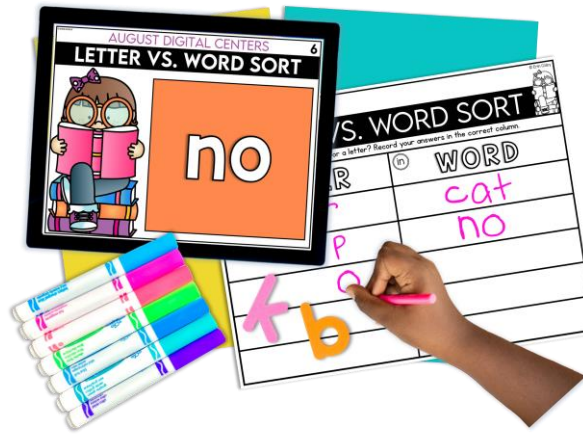 AUGUST DIGITAL CENTERS
6
LETTER VS. WORD SORT
no
VS. WORD SORT
or a letter? Record your answers in the correct column.
R
in
WORD
r
cat
p
no
o
k
b